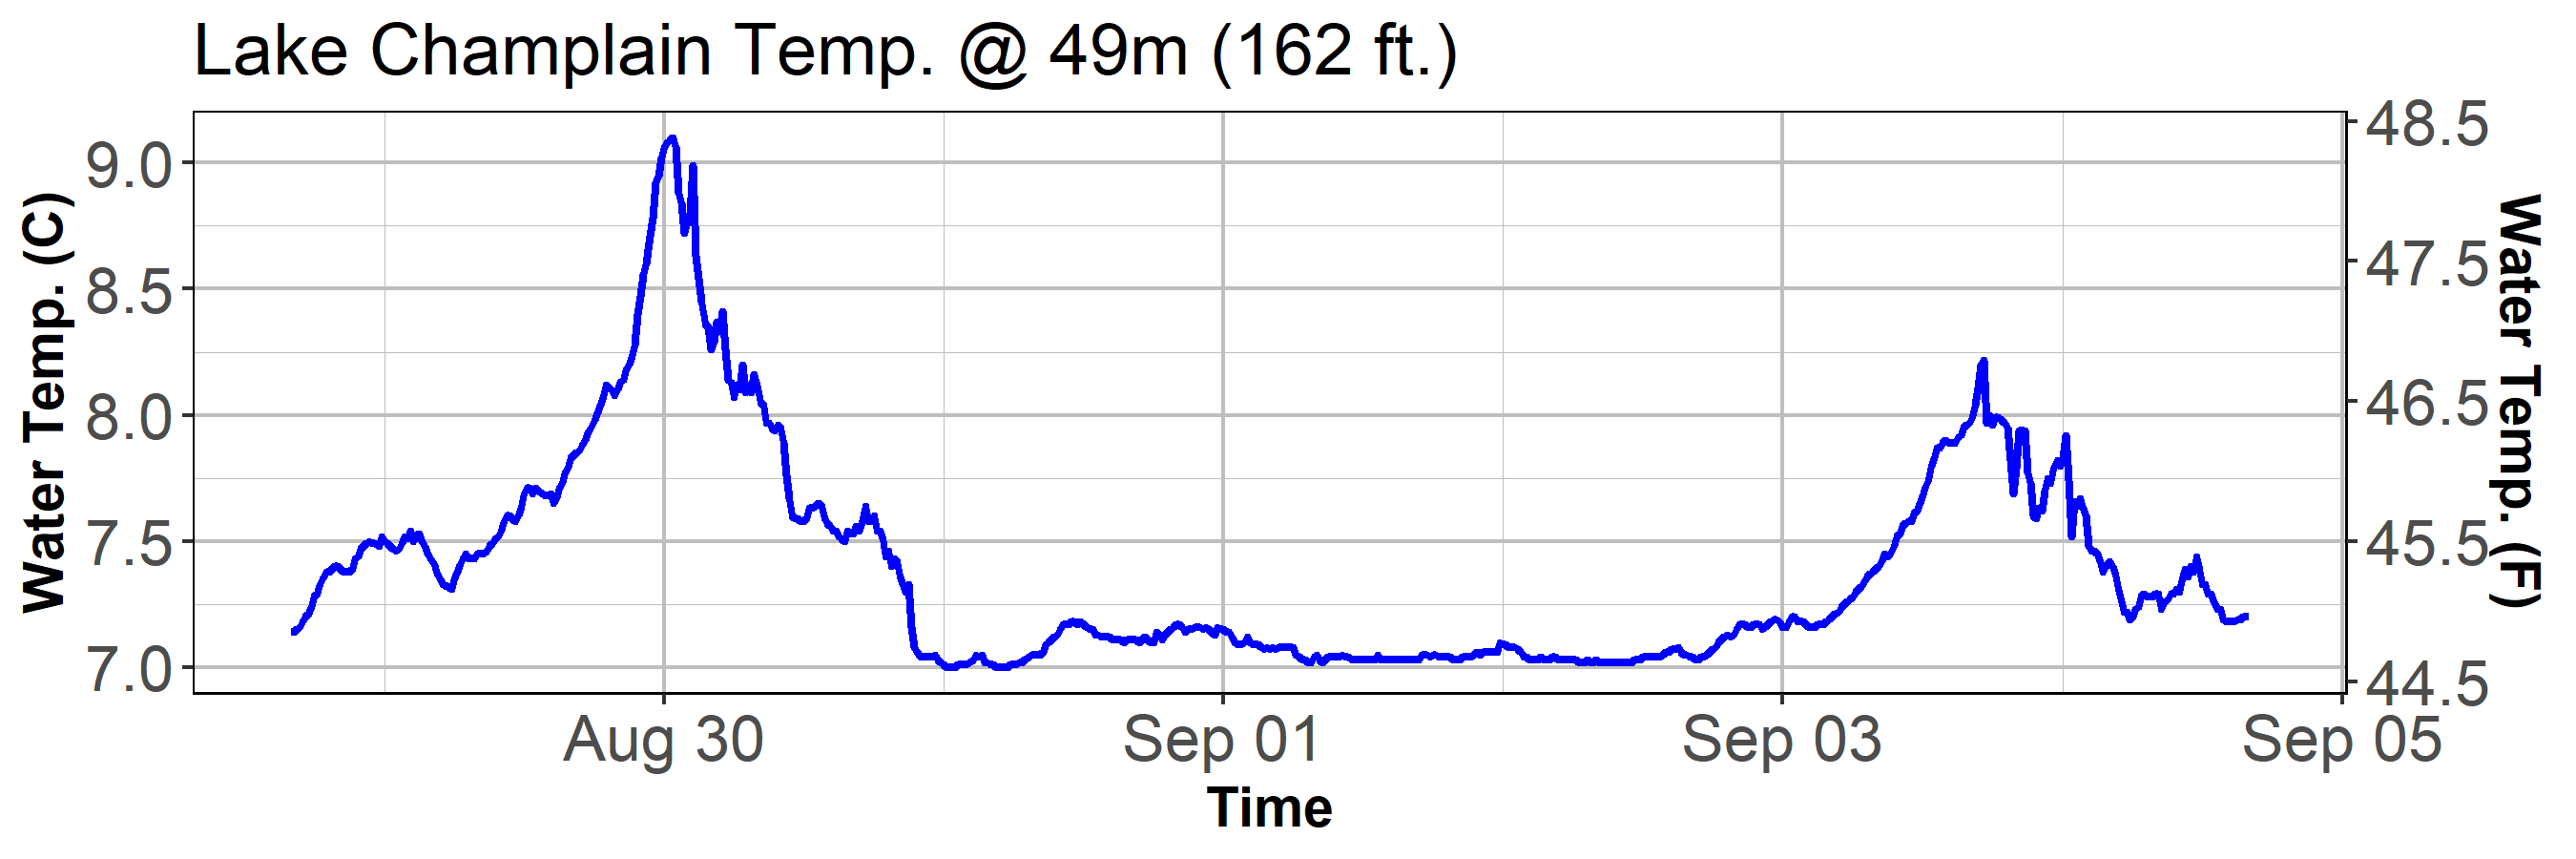 Lake Champlain Temp. @ 49m (162 ft.)
Water Temp. (C)
9.0
8.5
8.0
7.5
7.0
48.5
47.5
46.5
45.5
44.5
Water Temp. (F)
Aug 30
Sep 01
Sep 03
Sep 05
Time